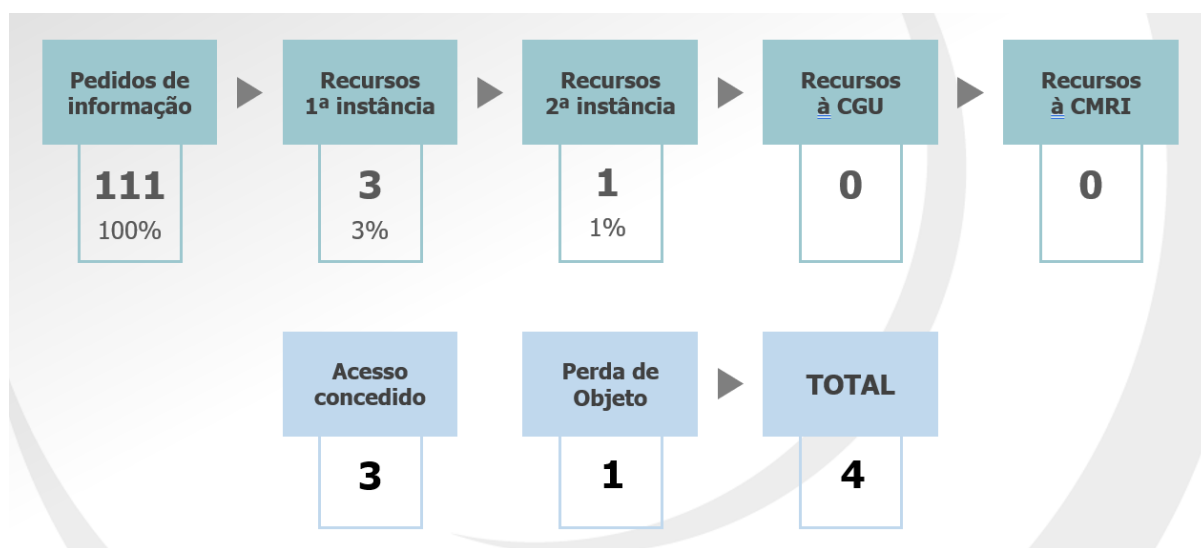 Pedidos de
informação
Recursos
1ª instância
Recursos
2ª instância
Recursos
à CGU
Recursos
à CMRI
111
100%
3
3%
1
1%
0
0
Acesso
concedido
Perda de
Objeto
TOTAL
3
1
4